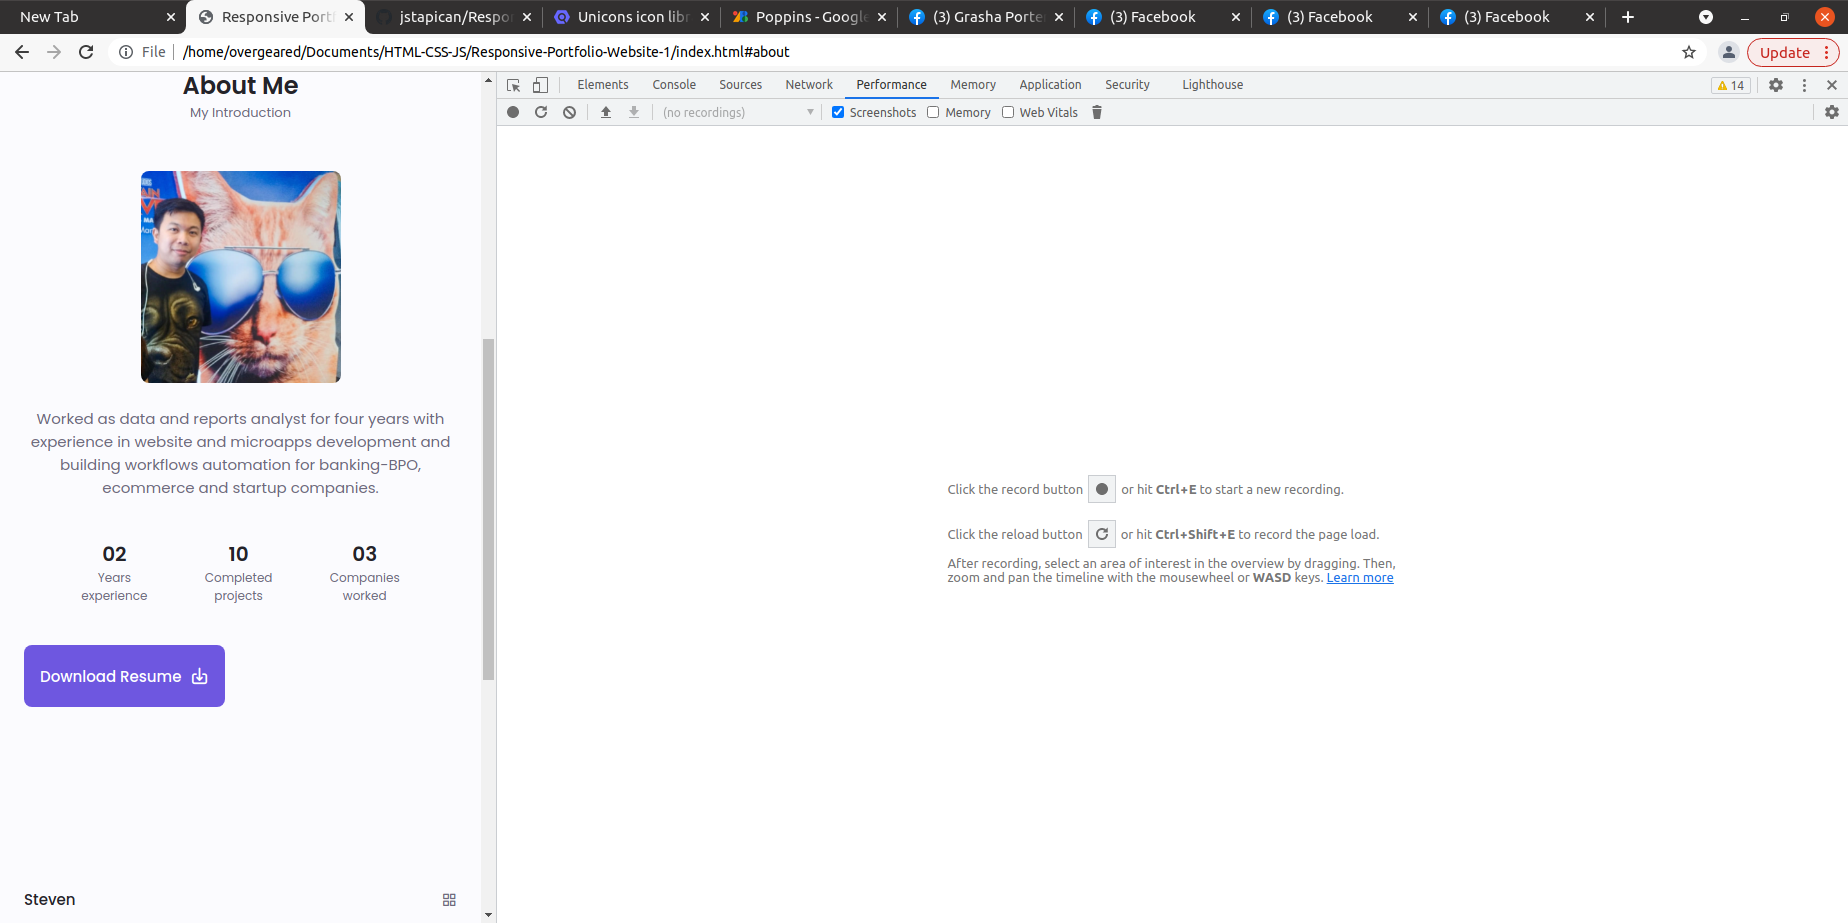 New Tab
Responsive Portf
jstapican/Respor
Unicons icon libr
Poppins - Google
(3) Grasha Porte
(3) Facebook
(3) Facebook
(3) Facebook
File
/home/overgeared/Documents/HTML-CSS-JS/Responsive-Portfolio-Website-1/index.html#about
Update
About Me
My Introduction
Worked as data and reports analyst for four years with
experience in website and microapps development and
building workflows automation for banking-BPO,
ecommerce and startup companies.
02
Years
experience
10
Completed
projects
03
Companies
worked
Download Resume
Steven
Elements
Console
Sources
Network
Performance
Memory
Application
Security
Lighthouse
14
(no recordings)
Screenshots
Memory
Web Vitals
Click the record button or hit Ctrl+E to start a new recording.
Click the reload button or hit Ctrl+Shift+E to record the page load.
After recording, select an area of interest in the overview by dragging. Then,
zoom and pan the timeline with the mousewheel or WASD keys. Learn more